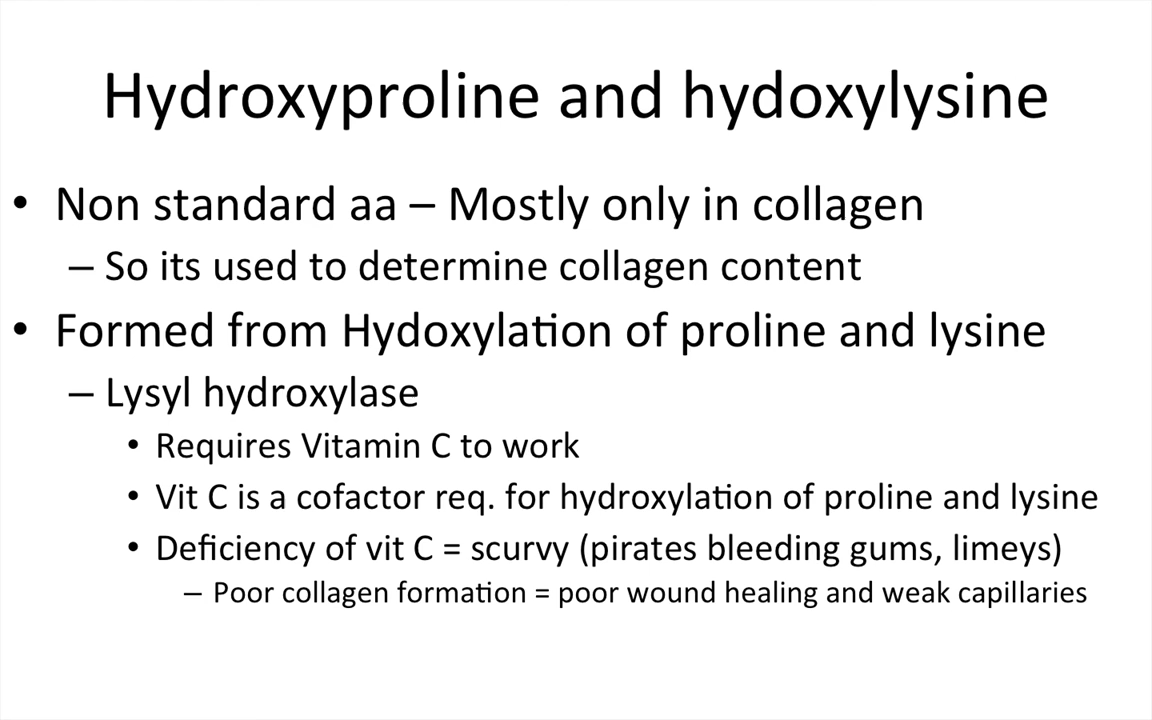 Hydroxyproline and hydoxylysine
• Non standard aa – Mostly only in collagen
– So its used to determine collagen content
• Formed from Hydoxylation of proline and lysine
– Lysyl hydroxylase
• Requires Vitamin C to work
• Vit C is a cofactor req. for hydroxylation of proline and lysine
• Deficiency of vit C = scurvy (pirates bleeding gums, limeys)
– Poor collagen formation = poor wound healing and weak capillaries